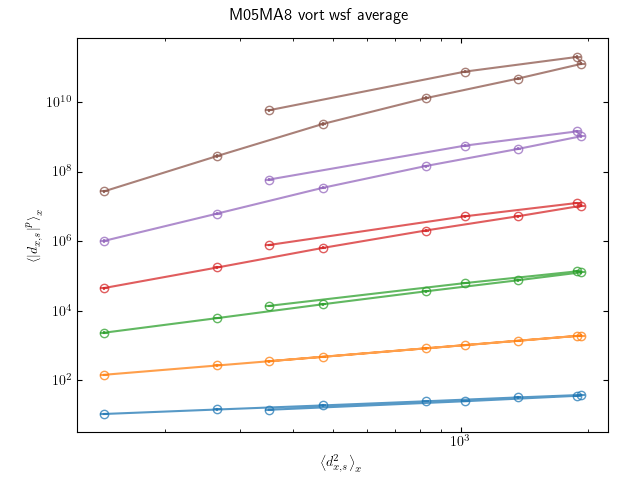 M05MA8 vort wsf average
⟨|d_{x,s}|^p⟩_x
10^{10}
10^8
10^6
10^4
10^2
10^3
⟨d_{x,s}^2⟩_x